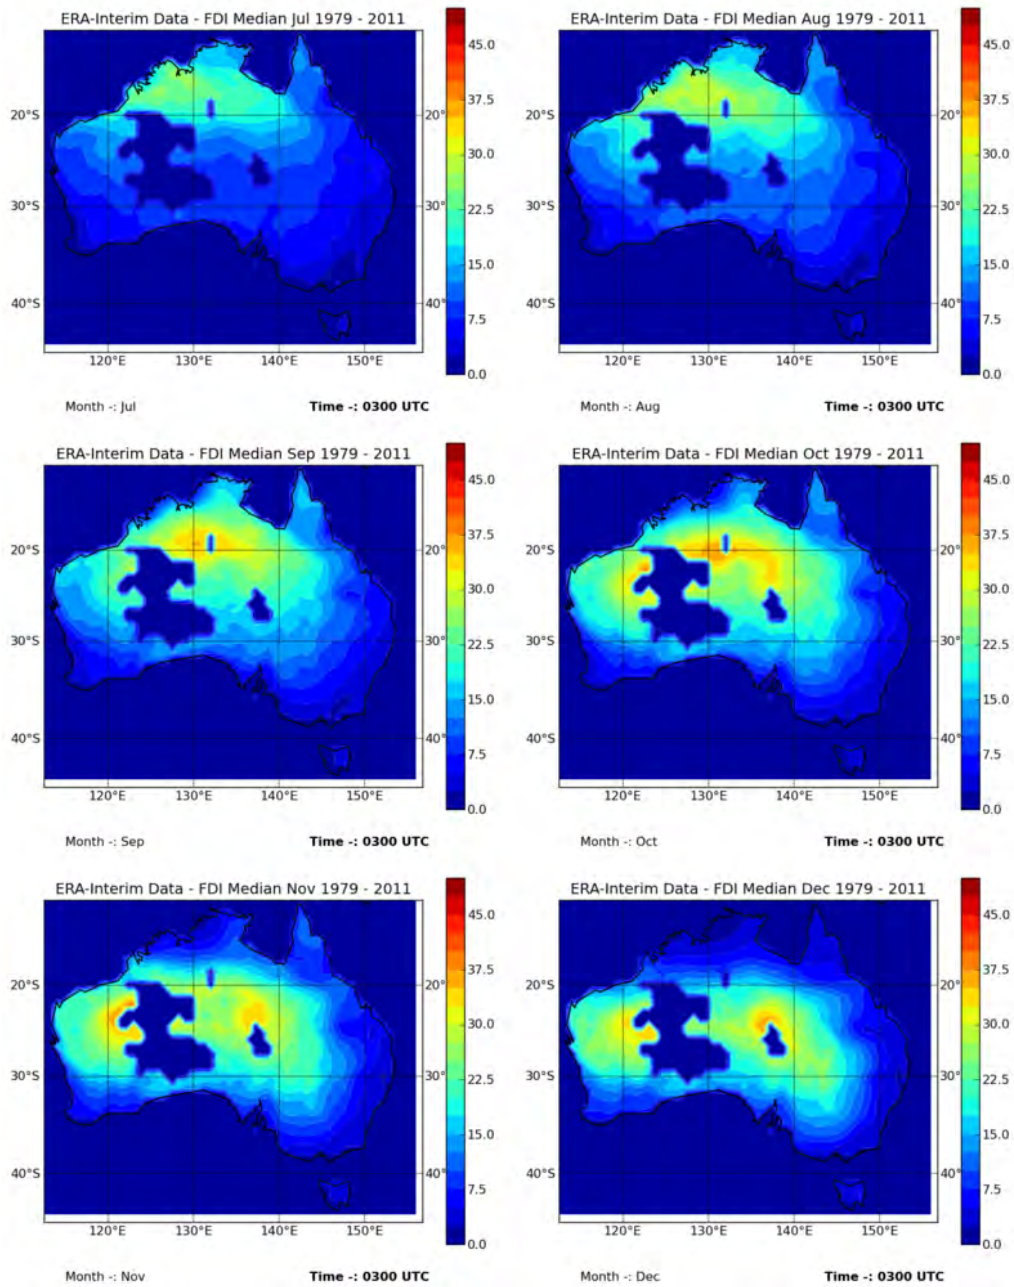 ERA-Interim Data - FDI Median Jul 1979 - 2011
45.0
37.5
20°S
20°
30.0
30°S
30°
22.5
15.0
40°S
40°
7.5
120°E 130°E 140°E 150°E
0.0
Month -: Jul Time -: 0300 UTC
ERA-Interim Data - FDI Median Aug 1979 - 2011
45.0
37.5
20°S
20°
30.0
30°S
30°
22.5
15.0
40°S
40°
7.5
120°E 130°E 140°E 150°E
0.0
Month -: Aug Time -: 0300 UTC
ERA-Interim Data - FDI Median Sep 1979 - 2011
45.0
37.5
20°S
20°
30.0
30°S
30°
22.5
15.0
40°S
40°
7.5
120°E 130°E 140°E 150°E
0.0
Month -: Sep Time -: 0300 UTC
ERA-Interim Data - FDI Median Oct 1979 - 2011
45.0
37.5
20°S
20°
30.0
30°S
30°
22.5
15.0
40°S
40°
7.5
120°E 130°E 140°E 150°E
0.0
Month -: Oct Time -: 0300 UTC
ERA-Interim Data - FDI Median Nov 1979 - 2011
45.0
37.5
20°S
20°
30.0
30°S
30°
22.5
15.0
40°S
40°
7.5
120°E 130°E 140°E 150°E
0.0
Month -: Nov Time -: 0300 UTC
ERA-Interim Data - FDI Median Dec 1979 - 2011
45.0
37.5
20°S
20°
30.0
30°S
30°
22.5
15.0
40°S
40°
7.5
120°E 130°E 140°E 150°E
0.0
Month -: Dec Time -: 0300 UTC